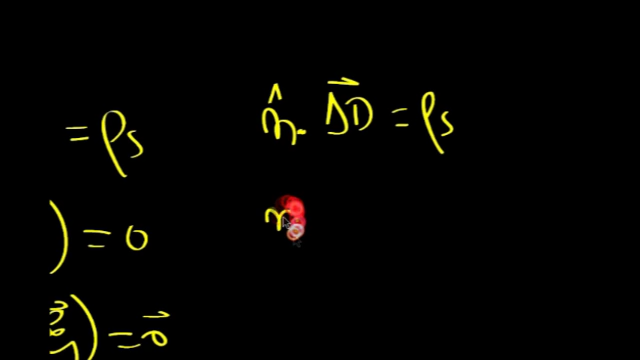 = ρs   n̂ · ΔD⃗ = ρs
) = 0   n
) = 0⃗